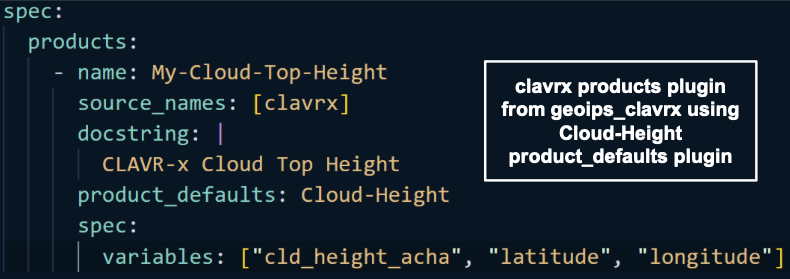 spec:
products:
- name: My-Cloud-Top-Height
source_names: [clavrx]
docstring: |
CLAVR-x Cloud Top Height
product_defaults: Cloud-Height
spec:
variables: ["cld_height_acha", "latitude", "longitude"]
clavrx products plugin
from geoips_clavrx using
Cloud-Height
product_defaults plugin